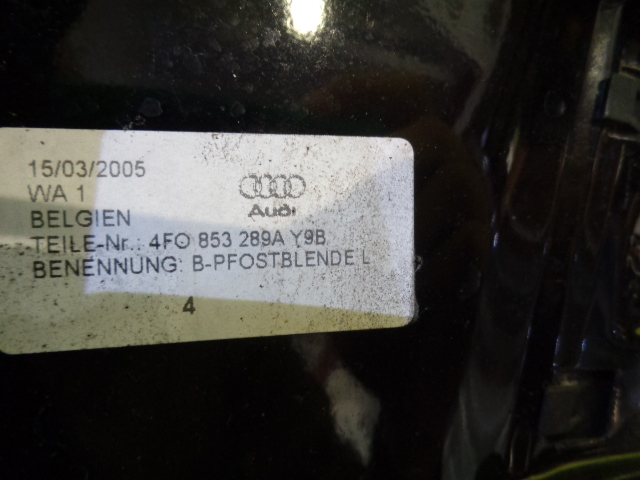 15/03/2005
WA 1
Audi
BELGIEN
TEILE-Nr.: 4FO 853 289A Y9B
BENENNUNG: B-PFOSTBLENDE L
4